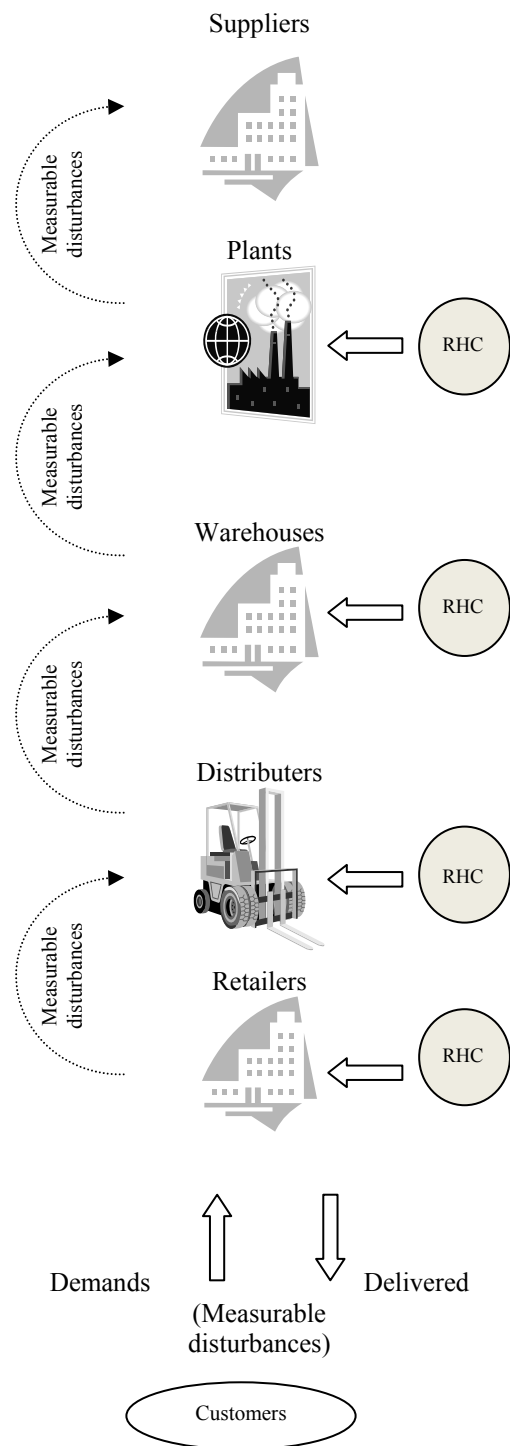 Suppliers
Measurable
disturbances
Plants
RHC
Measurable
disturbances
Warehouses
RHC
Measurable
disturbances
Distributers
RHC
Measurable
disturbances
Retailers
RHC
Demands
Delivered
(Measurable
disturbances)
Customers